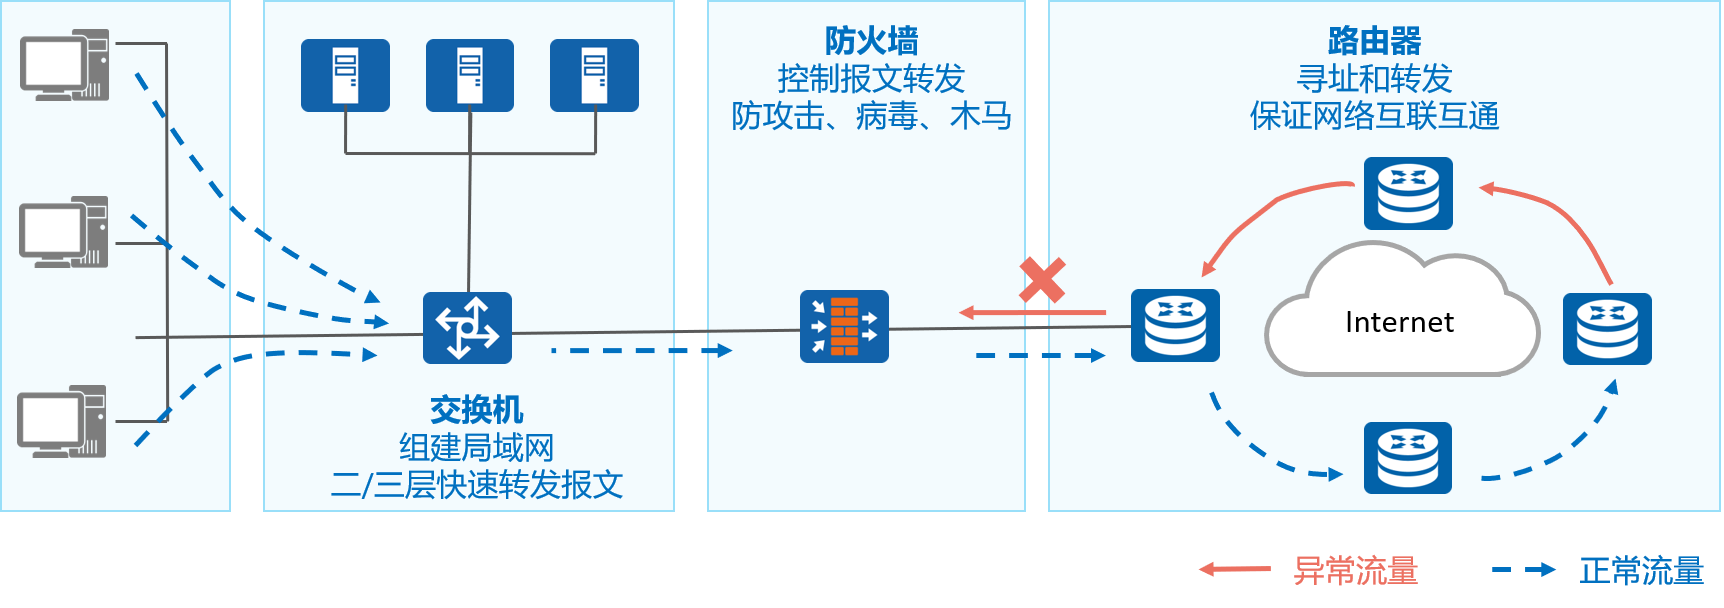 防火墙
控制报文转发
防攻击、病毒、木马
路由器
寻址和转发
保证网络互联互通
Internet
交换机
组建局域网
二/三层快速转发报文
异常流量
正常流量